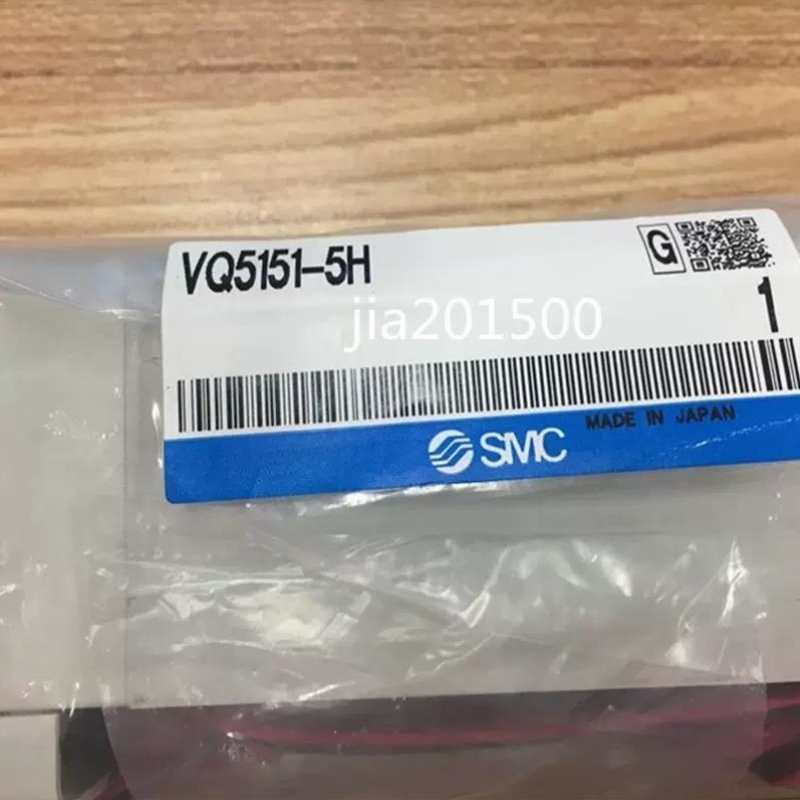 VQ5151-5H
G
jia201500
1
MADE IN JAPAN
SMC